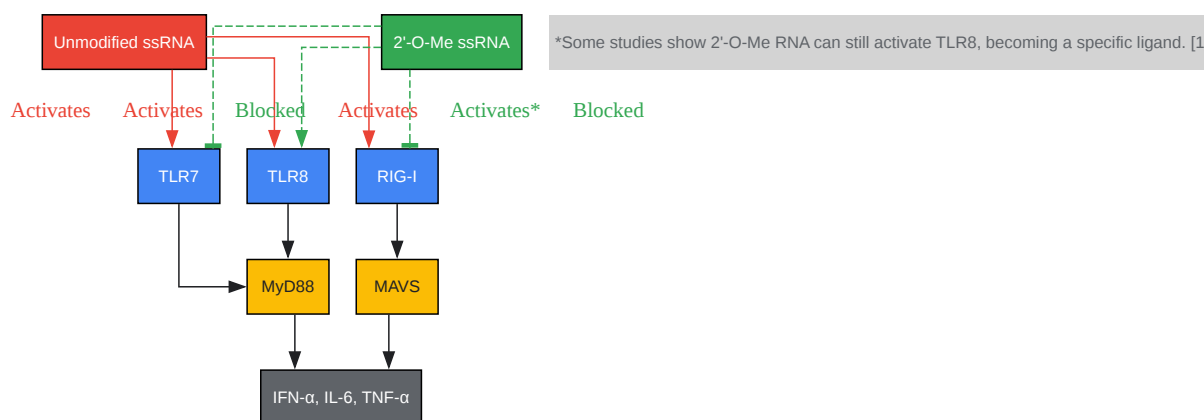 Unmodified ssRNA
2'-O-Me ssRNA
*Some studies show 2'-O-Me RNA can still activate TLR8, becoming a specific ligand. [1
Activates
Activates
Blocked
Activates
Activates*
Blocked
TLR7
TLR8
RIG-I
MyD88
MAVS
IFN-α, IL-6, TNF-α